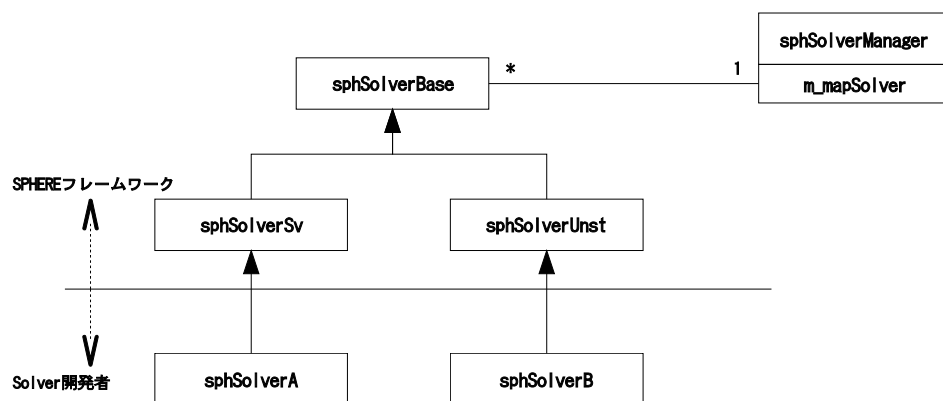 sphSolverManager
m_mapSolver
sphSolverBase
*
1
SPHEREフレームワーク
sphSolverSv
sphSolverUnst
Solver開発者
sphSolverA
sphSolverB